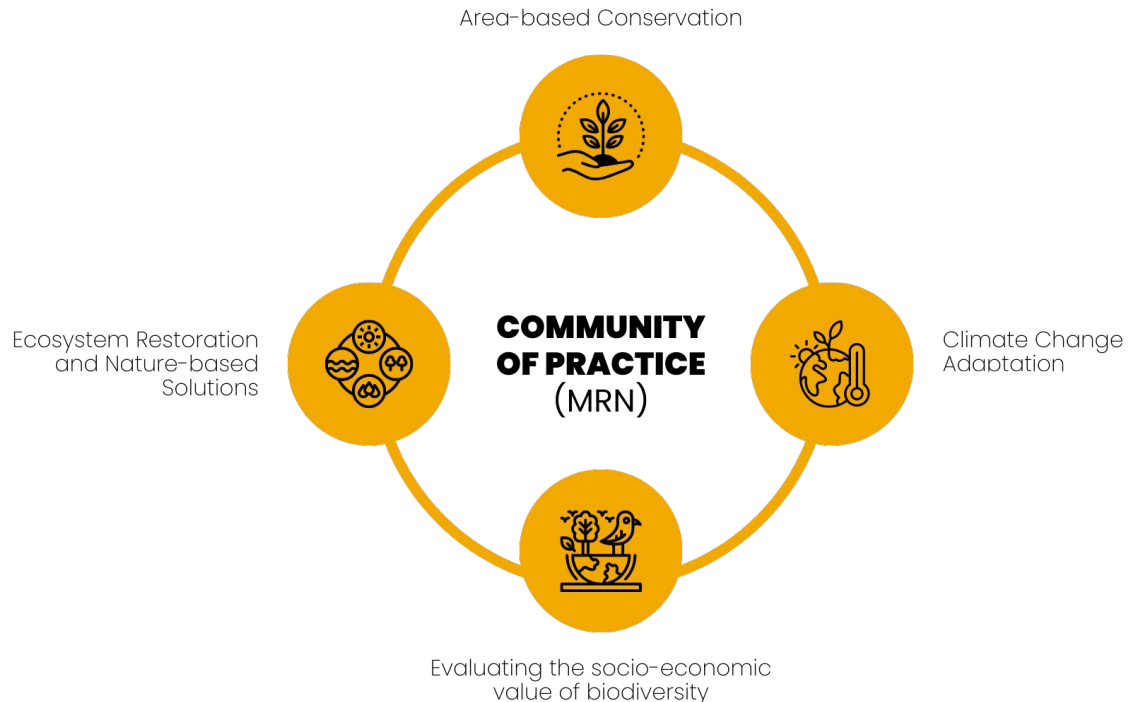 Area-based Conservation
Ecosystem Restoration
and Nature-based
Solutions
COMMUNITY
OF PRACTICE
(MRN)
Climate Change
Adaptation
Evaluating the socio-economic
value of biodiversity